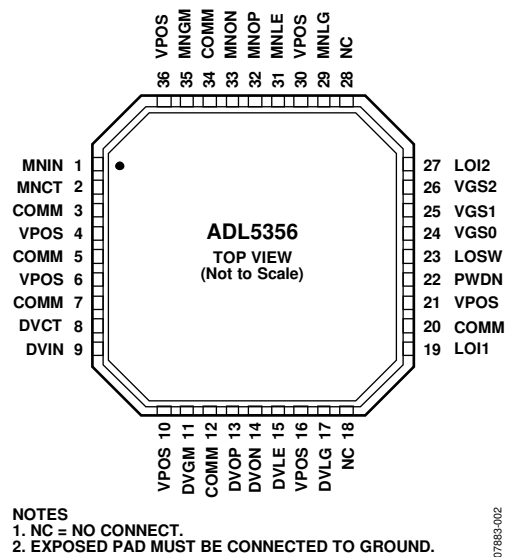 36 VPOS
35 MNGM
34 COMM
33 MNON
32 MNOP
31 MNLE
30 VPOS
29 MNLG
28 NC
MNIN 1
MNCT 2
COMM 3
VPOS 4
COMM 5
VPOS 6
COMM 7
DVCT 8
DVIN 9
ADL5356
TOP VIEW
(Not to Scale)
27 LOI2
26 VGS2
25 VGS1
24 VGS0
23 LOSW
22 PWDN
21 VPOS
20 COMM
19 LOI1
VPOS 10
DVGM 11
COMM 12
DVOP 13
DVON 14
DVLE 15
VPOS 16
DVLG 17
NC 18
NOTES
1. NC = NO CONNECT.
2. EXPOSED PAD MUST BE CONNECTED TO GROUND.
07883-002